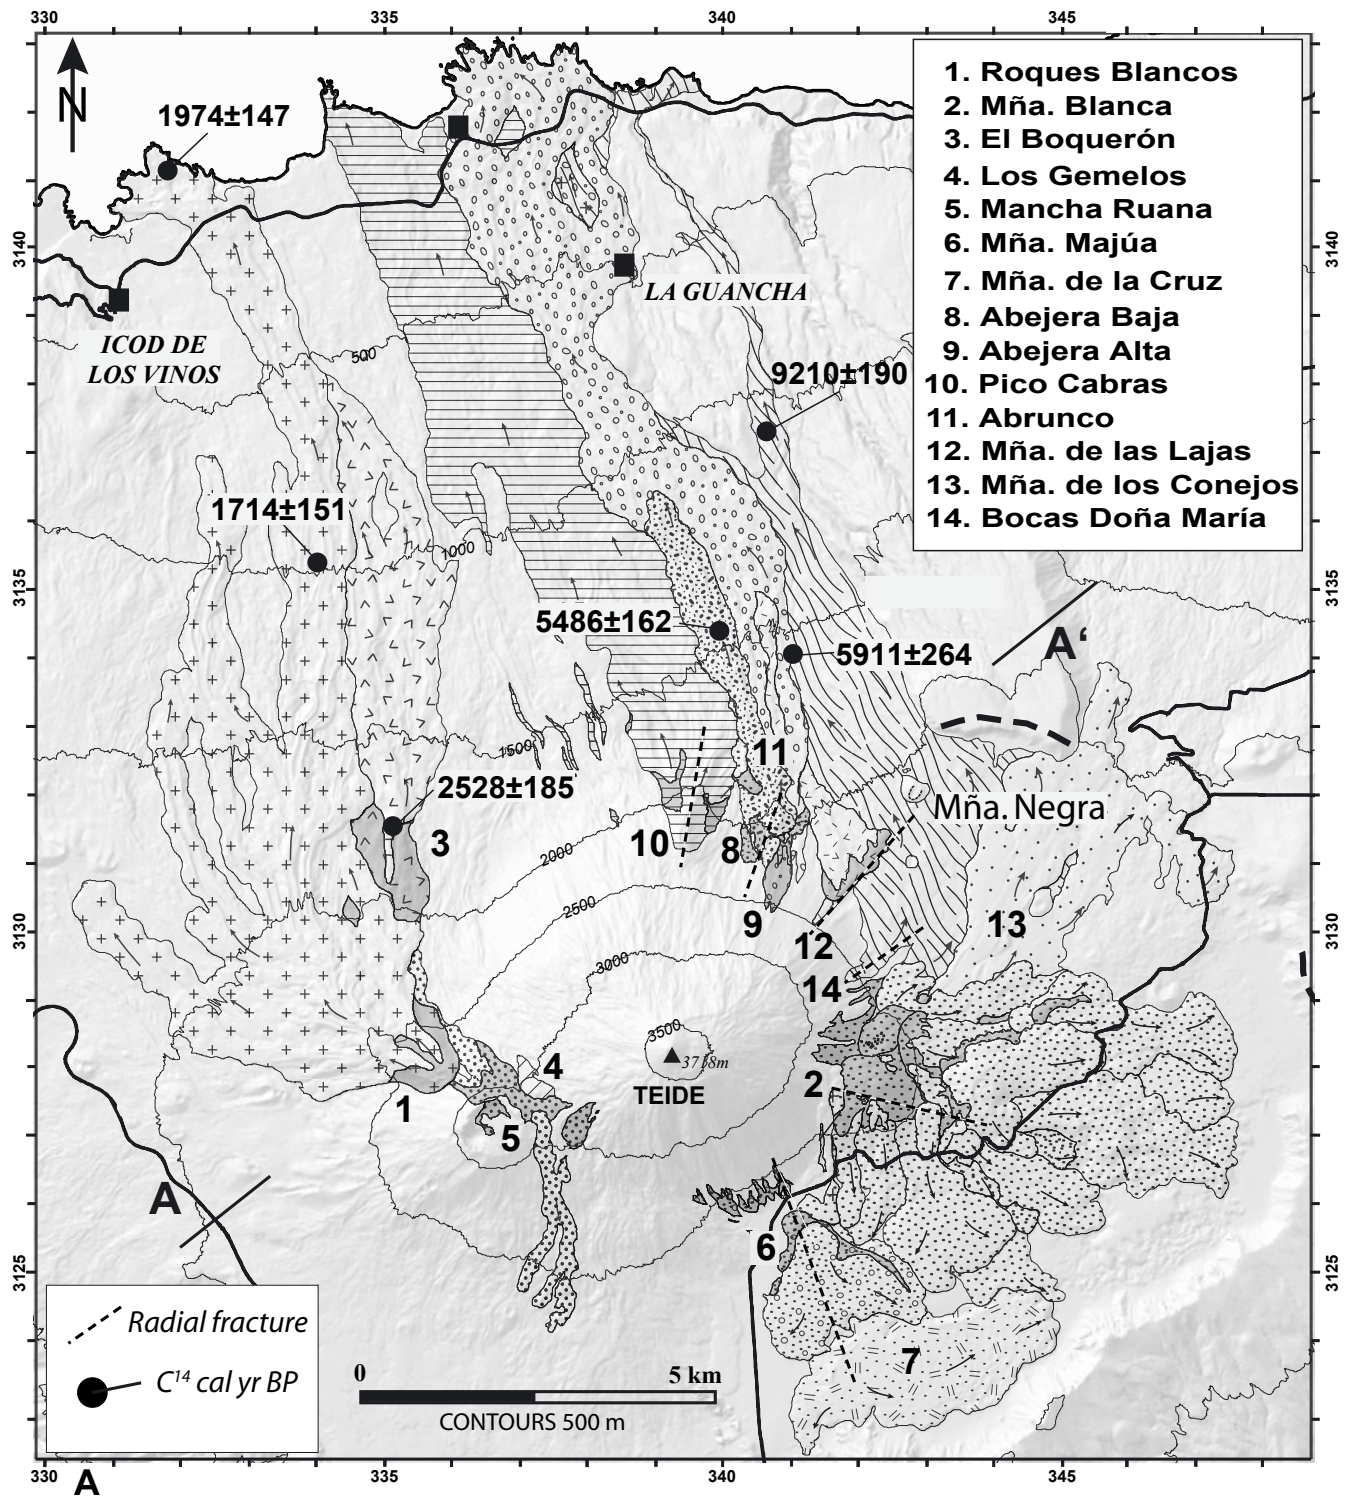 330
335
340
345
N
1974±147
1. Roques Blancos
2. Mña. Blanca
3. El Boquerón
4. Los Gemelos
5. Mancha Ruana
6. Mña. Majúa
7. Mña. de la Cruz
8. Abejera Baja
9. Abejera Alta
10. Pico Cabras
11. Abrunco
12. Mña. de las Lajas
13. Mña. de los Conejos
14. Bocas Doña María
3140
3140
LA GUANCHA
ICOD DE
LOS VINOS
500
9210±190
1714±151
1000
3135
3135
5486±162
5911±264
A‘
1500
2528±185
11
Mña. Negra
3
10
8
2000
2500
9
12
13
3130
3130
3000
14
3500
3718m
TEIDE
4
2
1
5
A
6
3125
3125
Radial fracture
C14 cal yr BP
0
5 km
CONTOURS 500 m
7
330
335
340
345
A